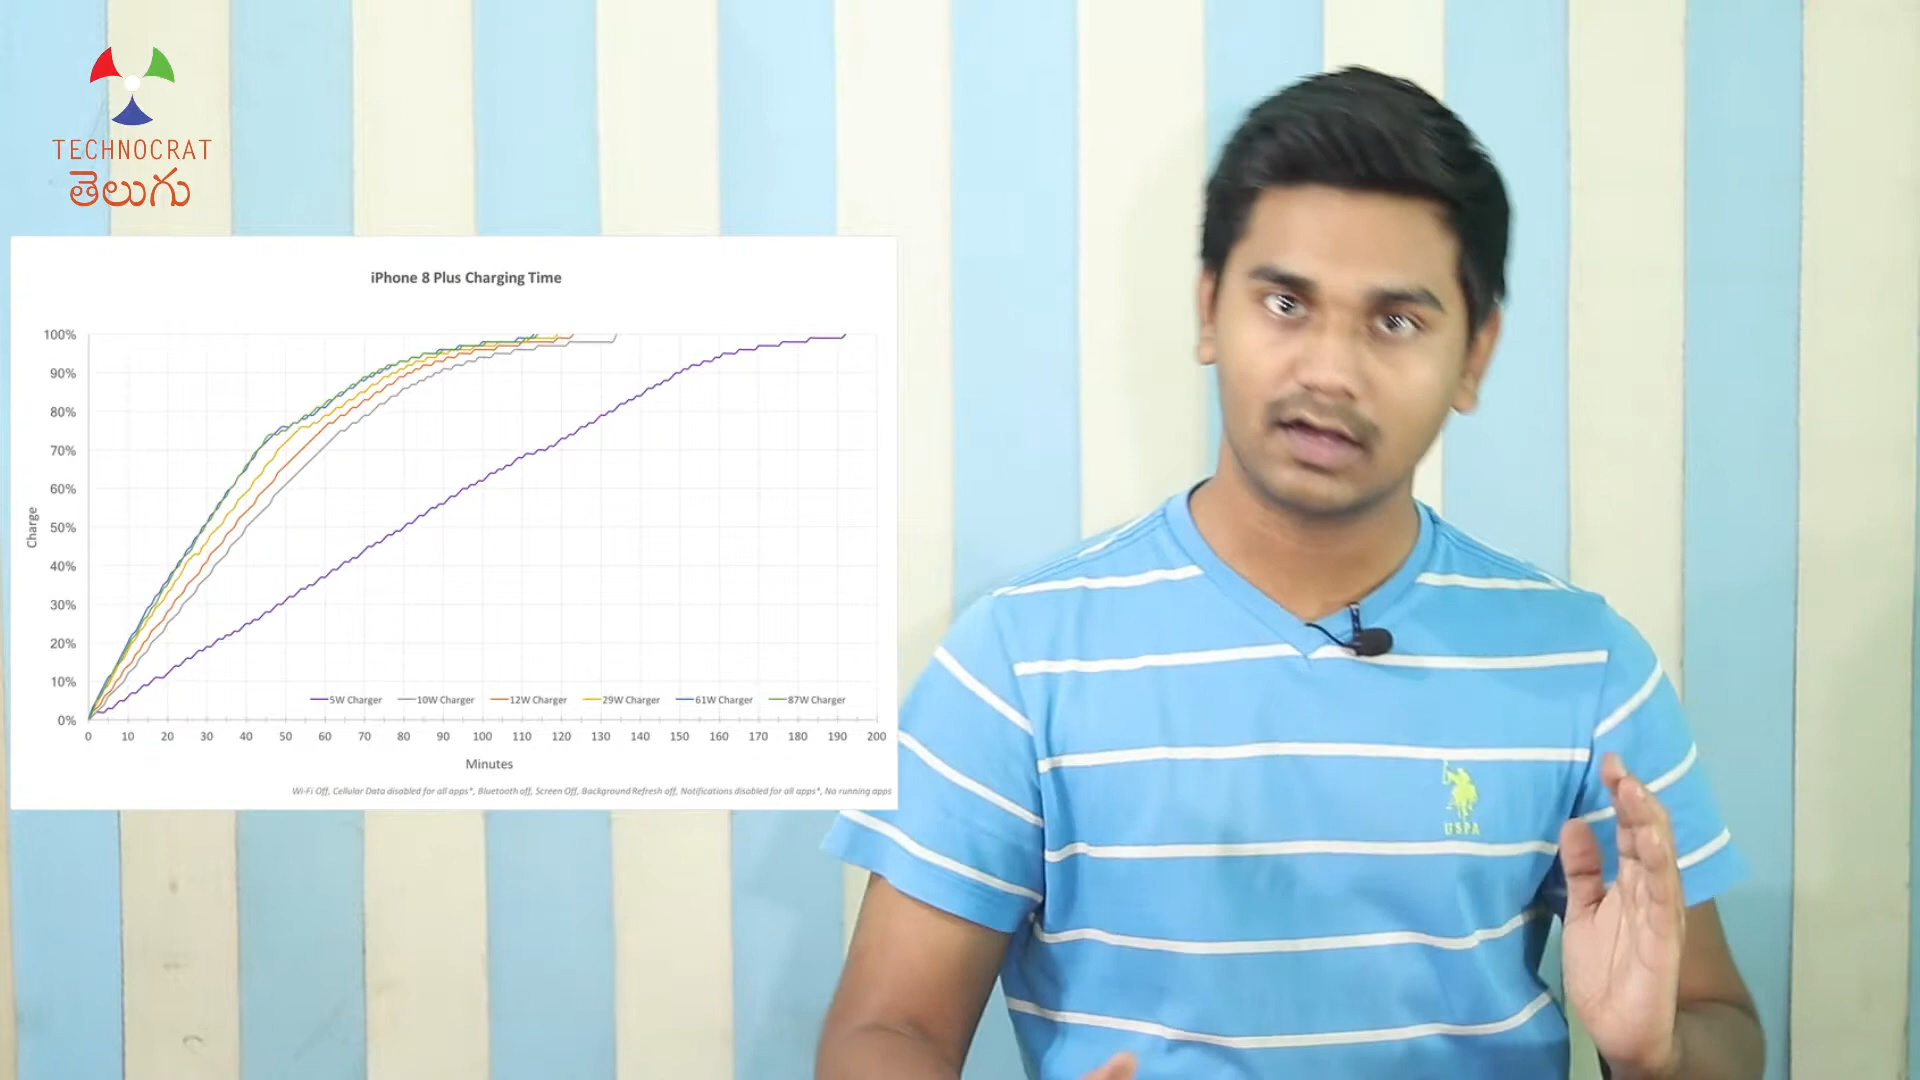 TECHNOCRAT
తెలుగు
iPhone 8 Plus Charging Time
100%
90%
80%
70%
60%
50%
40%
30%
20%
10%
0%
Charge
5W Charger 10W Charger 12W Charger 29W Charger 61W Charger 87W Charger
0 10 20 30 40 50 60 70 80 90 100 110 120 130 140 150 160 170 180 190 200
Minutes
Wi-Fi Off, Cellular Data disabled for all apps*, Bluetooth off, Screen Off, Background Refresh off, Notifications disabled for all apps*, No running apps
USPA